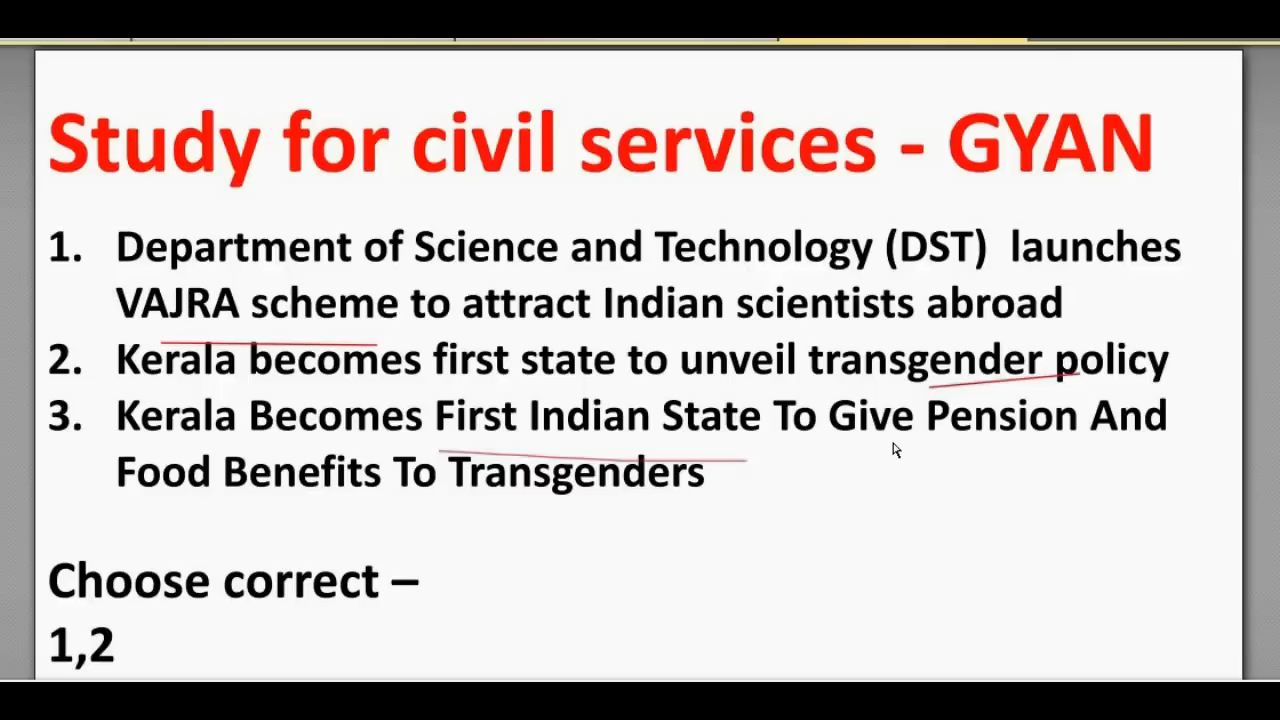 Study for civil services - GYAN
1. Department of Science and Technology (DST) launches
VAJRA scheme to attract Indian scientists abroad
2. Kerala becomes first state to unveil transgender policy
3. Kerala Becomes First Indian State To Give Pension And
Food Benefits To Transgenders
Choose correct –
1,2